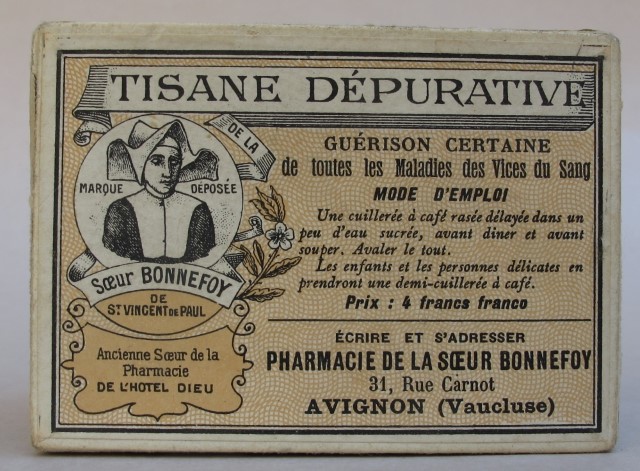 TISANE DÉPURATIVE
DE LA
MARQUE DÉPOSÉE
Sœur BONNEFOY
DE
ST VINCENT DE PAUL
Ancienne Sœur de la
Pharmacie
DE L'HOTEL DIEU
GUÉRISON CERTAINE
de toutes les Maladies des Vices du Sang
MODE D'EMPLOI
Une cuillerée à café rasée délayée dans un
peu d'eau sucrée, avant diner et avant
souper. Avaler le tout.
Les enfants et les personnes délicates en
prendront une demi-cuillerée à café.
Prix : 4 francs franco
ÉCRIRE ET S'ADRESSER
PHARMACIE DE LA SŒUR BONNEFOY
31, Rue Carnot
AVIGNON (Vaucluse)